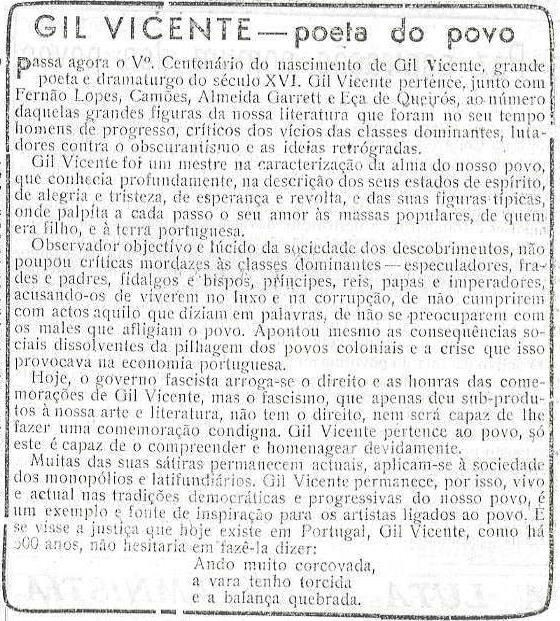 GIL VICENTE — poeta do povo
Passa agora o Vº. Centenário do nascimento de Gil Vicente, grande
poeta e dramaturgo do século XVI. Gil Vicente pertence, junto com
Fernão Lopes, Camões, Almeida Garrett e Eça de Queirós, ao número
daquelas grandes figuras da nossa literatura que foram no seu tempo
homens de progresso, críticos dos vícios das classes dominantes, luta-
dores contra o obscurantismo e as ideias retrógradas.
Gil Vicente foi um mestre na caracterização da alma do nosso povo,
que conhecia profundamente, na descrição dos seus estados de espírito,
de alegria e tristeza, de esperança e revolta, e das suas figuras típicas,
onde palpita a cada passo o seu amor às massas populares, de quem
era filho, e à terra portuguesa.
Observador objectivo e lúcido da sociedade dos descobrimentos, não
poupou críticas mordazes às classes dominantes — especuladores, fra-
des e padres, fidalgos e bispos, príncipes, reis, papas e imperadores,
acusando-os de viverem no luxo e na corrupção, de não cumprirem
com actos aquilo que diziam em palavras, de não se preocuparem com
os males que afligiam o povo. Apontou mesmo as consequências so-
ciais dissolventes da pilhagem dos povos coloniais e a crise que isso
provocava na economia portuguesa.
Hoje, o governo fascista arroga-se o direito e as honras das come-
morações de Gil Vicente, mas o fascismo, que apenas deu sub-produ-
tos à nossa arte e literatura, não tem o direito, nem será capaz de lhe
fazer uma comemoração condigna. Gil Vicente pertence ao povo, só
este é capaz de o compreender e homenagear devidamente.
Muitas das suas sátiras permanecem actuais, aplicam-se à sociedade
dos monopólios e latifundiários. Gil Vicente permanece, por isso, vivo
e actual nas tradições democráticas e progressivas do nosso povo, é
um exemplo e fonte de inspiração para os artistas ligados ao povo. E
se visse a justiça que hoje existe em Portugal, Gil Vicente, como há
500 anos, não hesitaria em fazê-la dizer:
Ando muito corcovada,
a vara tenho torcida
e a balança quebrada.